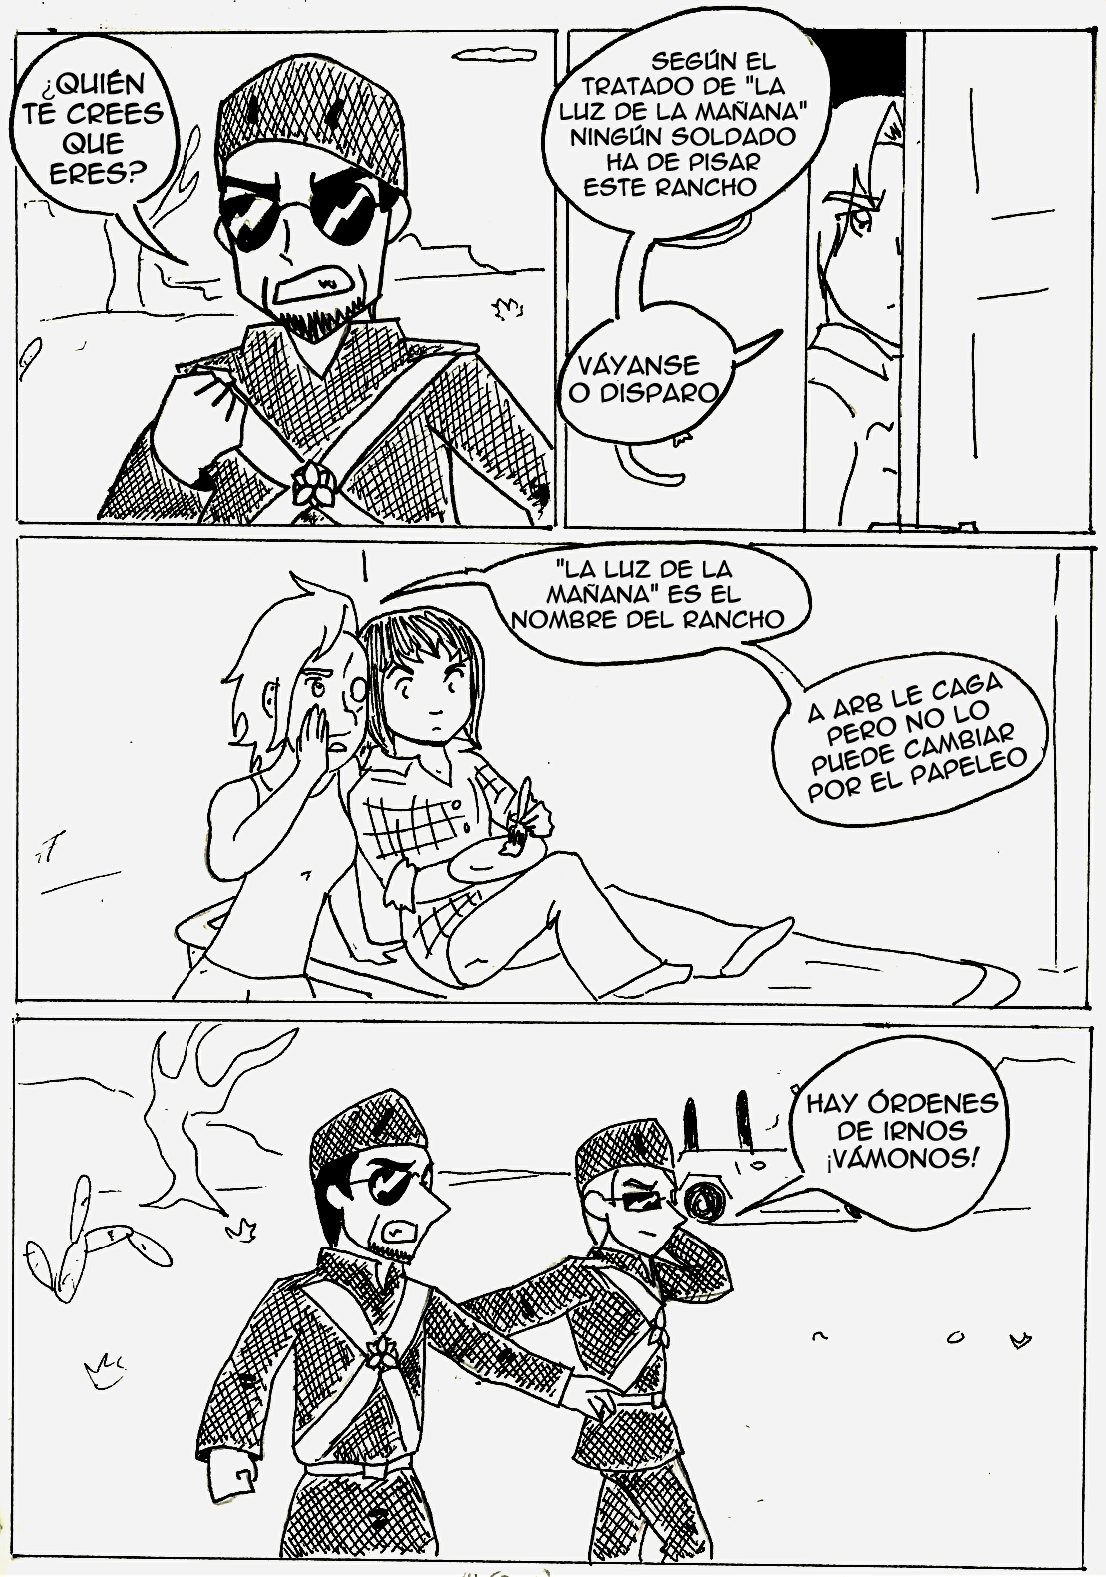 ¿QUIÉN
TE CREES
QUE
ERES?
SEGÚN EL
TRATADO DE "LA
LUZ DE LA MAÑANA"
NINGÚN SOLDADO
HA DE PISAR
ESTE RANCHO
VÁYANSE
O DISPARO
"LA LUZ DE LA
MAÑANA" ES EL
NOMBRE DEL RANCHO
A ARB LE CAGA
PERO NO LO
PUEDE CAMBIAR
POR EL PAPELEO
HAY ÓRDENES
DE IRNOS
¡VÁMONOS!